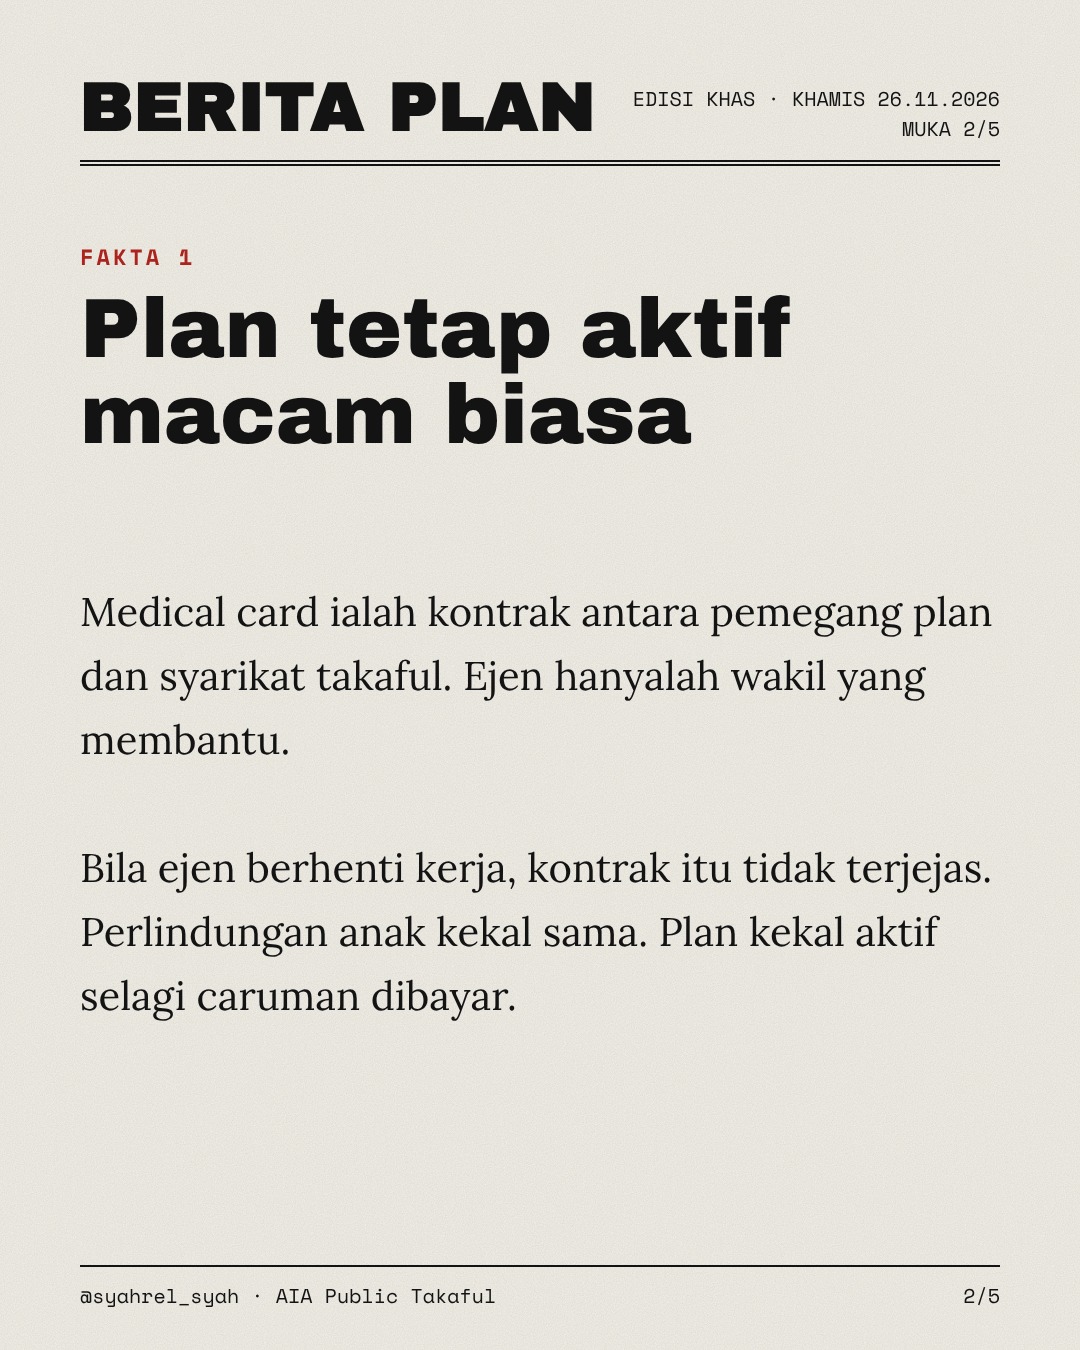 BERITA PLAN
EDISI KHAS · KHAMIS 26.11.2026
MUKA 2/5
FAKTA 1
Plan tetap aktif
macam biasa
Medical card ialah kontrak antara pemegang plan
dan syarikat takaful. Ejen hanyalah wakil yang
membantu.
Bila ejen berhenti kerja, kontrak itu tidak terjejas.
Perlindungan anak kekal sama. Plan kekal aktif
selagi caruman dibayar.
@syahrel_syah · AIA Public Takaful
2/5